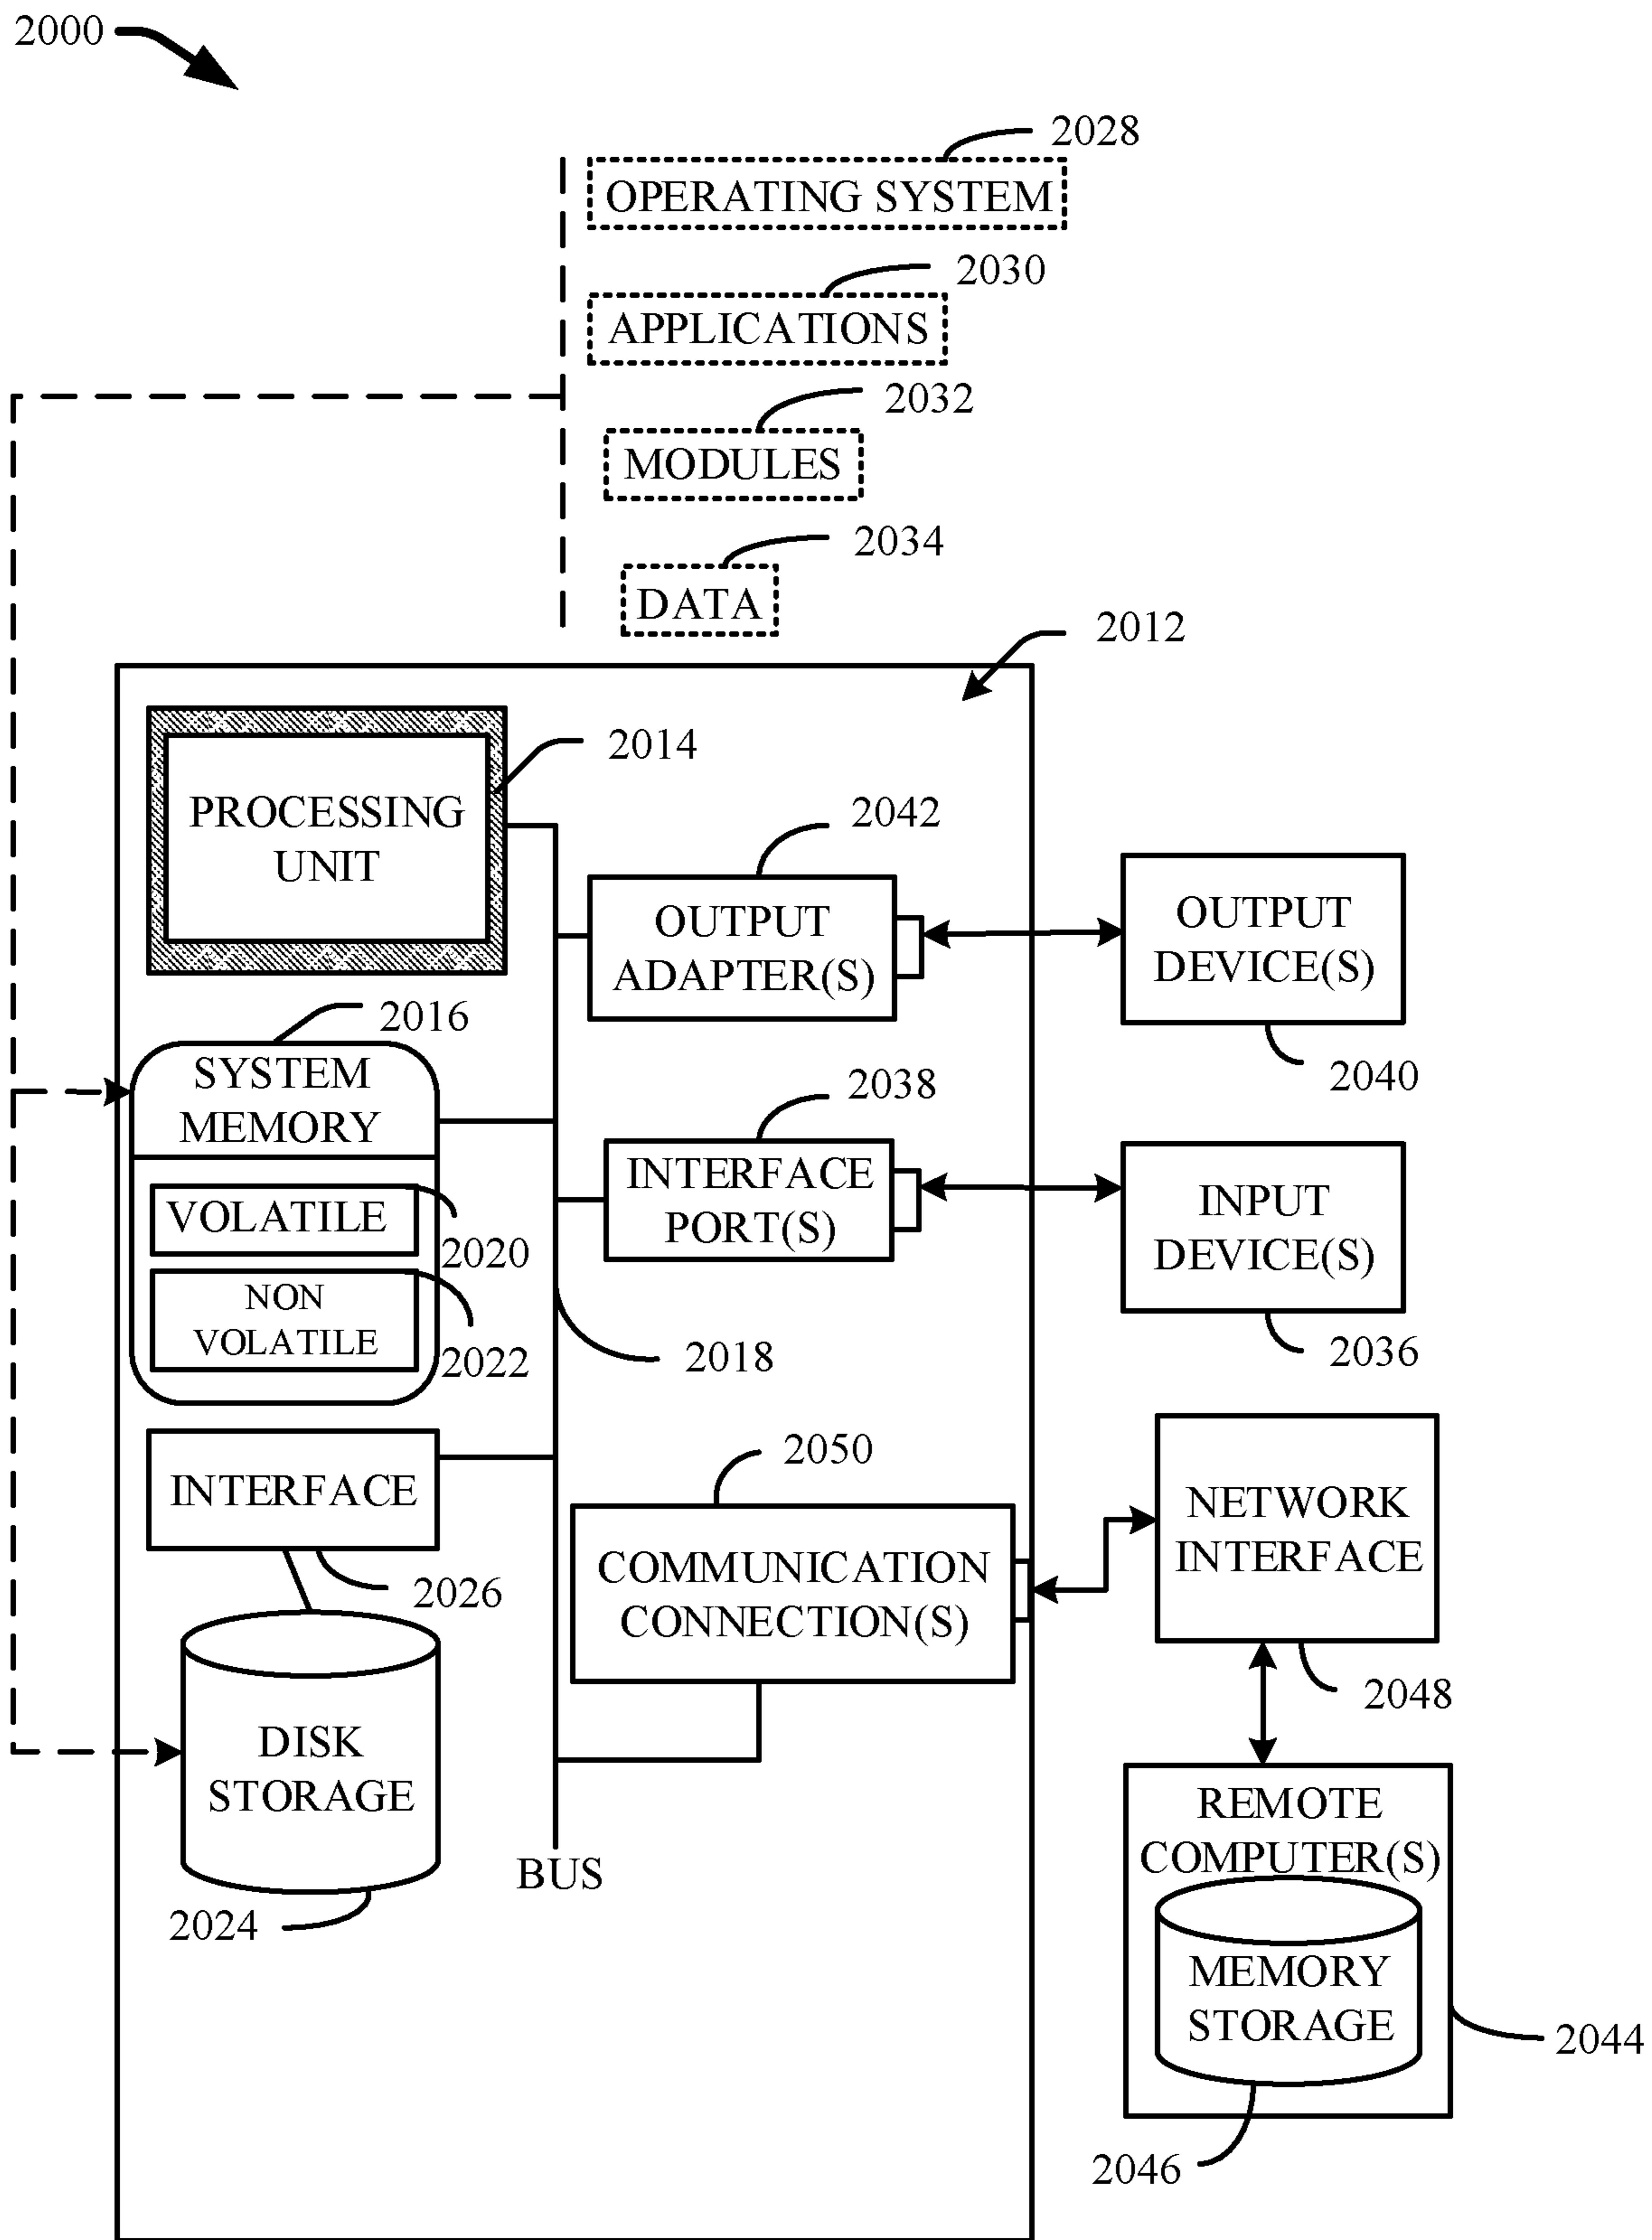 2000
2028
OPERATING SYSTEM
2030
APPLICATIONS
2032
MODULES
2034
DATA
2012
2014
PROCESSING
UNIT
2042
OUTPUT
ADAPTER(S)
OUTPUT
DEVICE(S)
2040
2016
SYSTEM
MEMORY
VOLATILE
2020
NON
VOLATILE
2022
2038
INTERFACE
PORT(S)
INPUT
DEVICE(S)
2036
2018
INTERFACE
2026
2050
COMMUNICATION
CONNECTION(S)
NETWORK
INTERFACE
2048
DISK
STORAGE
2024
BUS
REMOTE
COMPUTER(S)
MEMORY
STORAGE
2044
2046